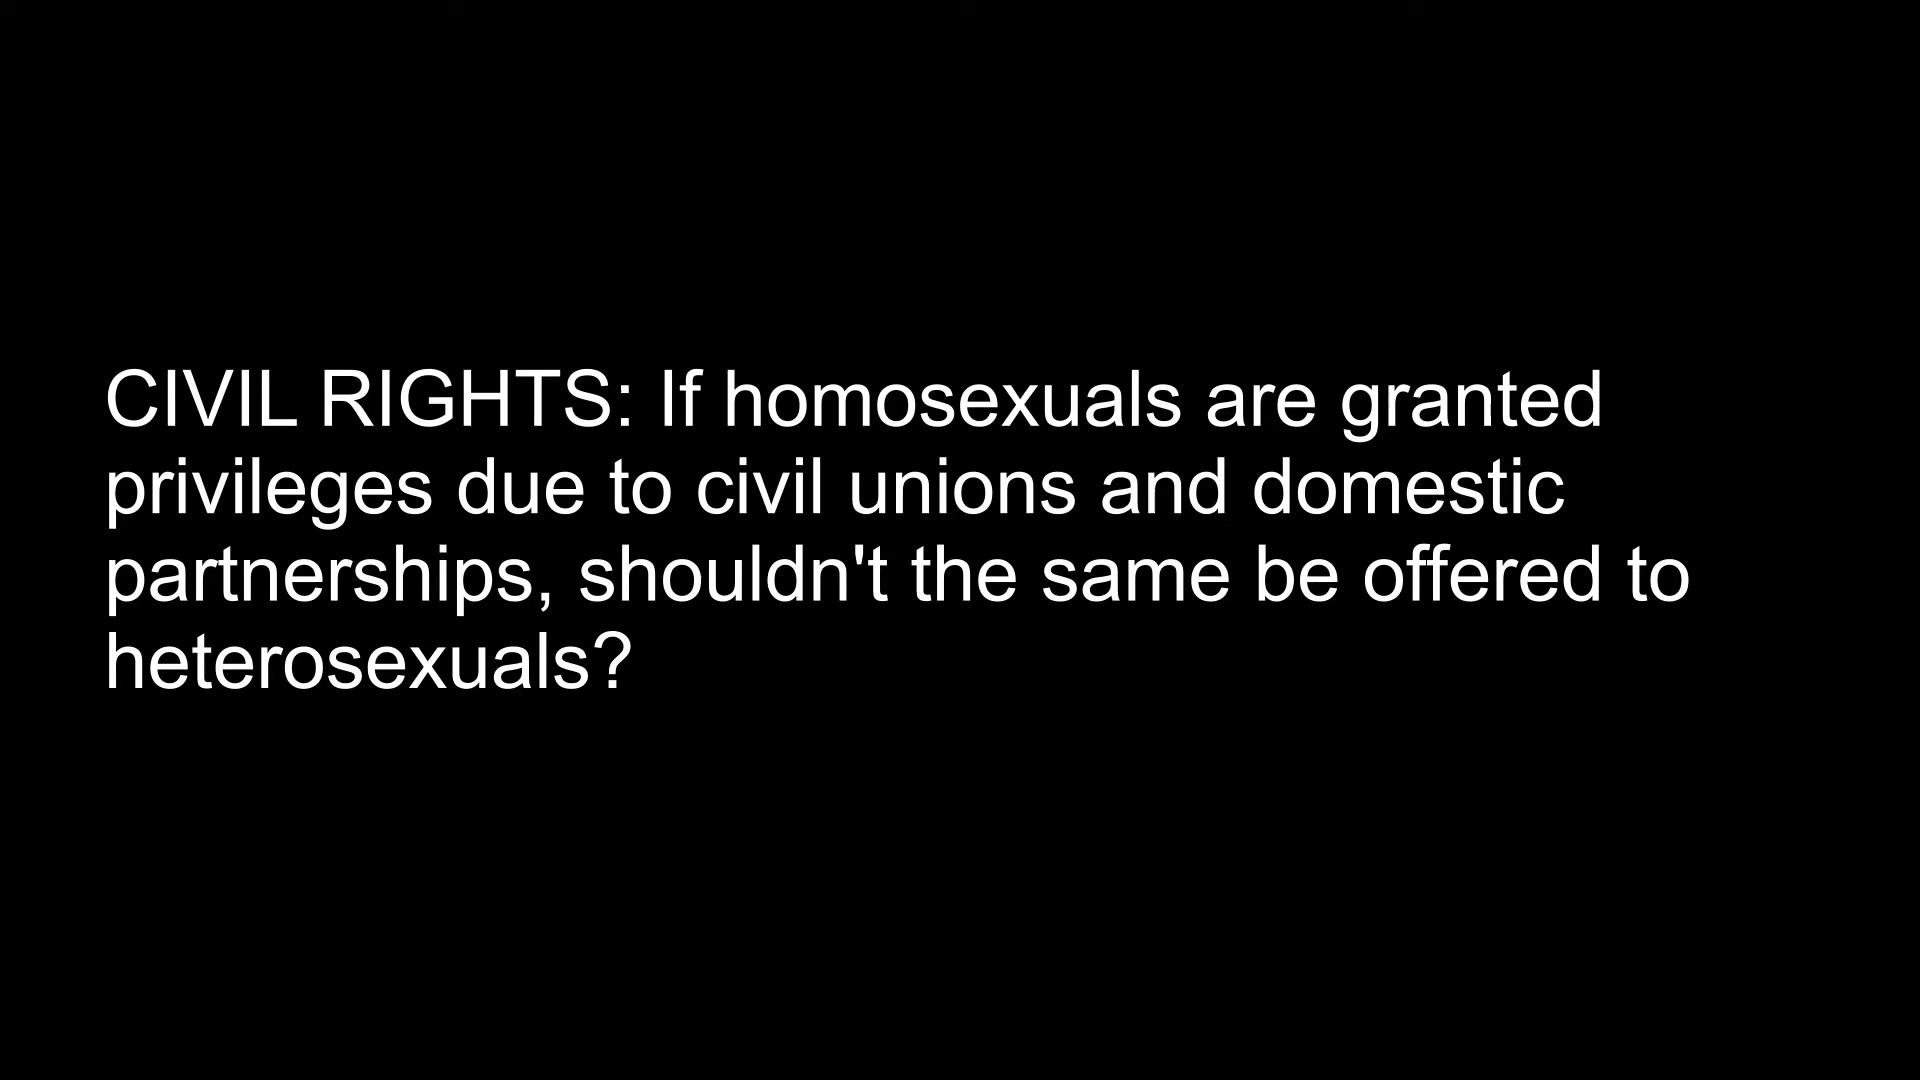 CIVIL RIGHTS: If homosexuals are granted
privileges due to civil unions and domestic
partnerships, shouldn't the same be offered to
heterosexuals?